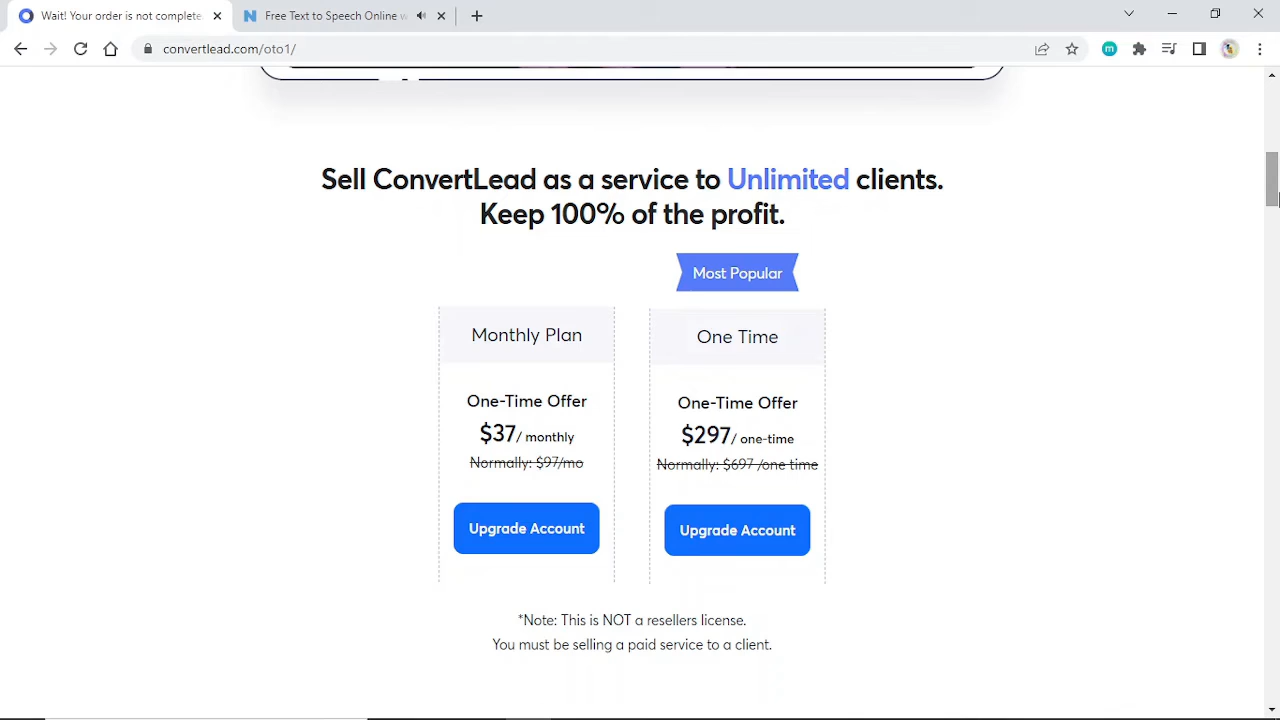 Wait! Your order is not complete.
Free Text to Speech Online
convertlead.com/oto1/
m
Sell ConvertLead as a service to Unlimited clients.
Keep 100% of the profit.
Most Popular
Monthly Plan
One-Time Offer
$37/ monthly
Normally: $97/mo
Upgrade Account
One Time
One-Time Offer
$297/ one-time
Normally: $697 /one time
Upgrade Account
*Note: This is NOT a resellers license.
You must be selling a paid service to a client.